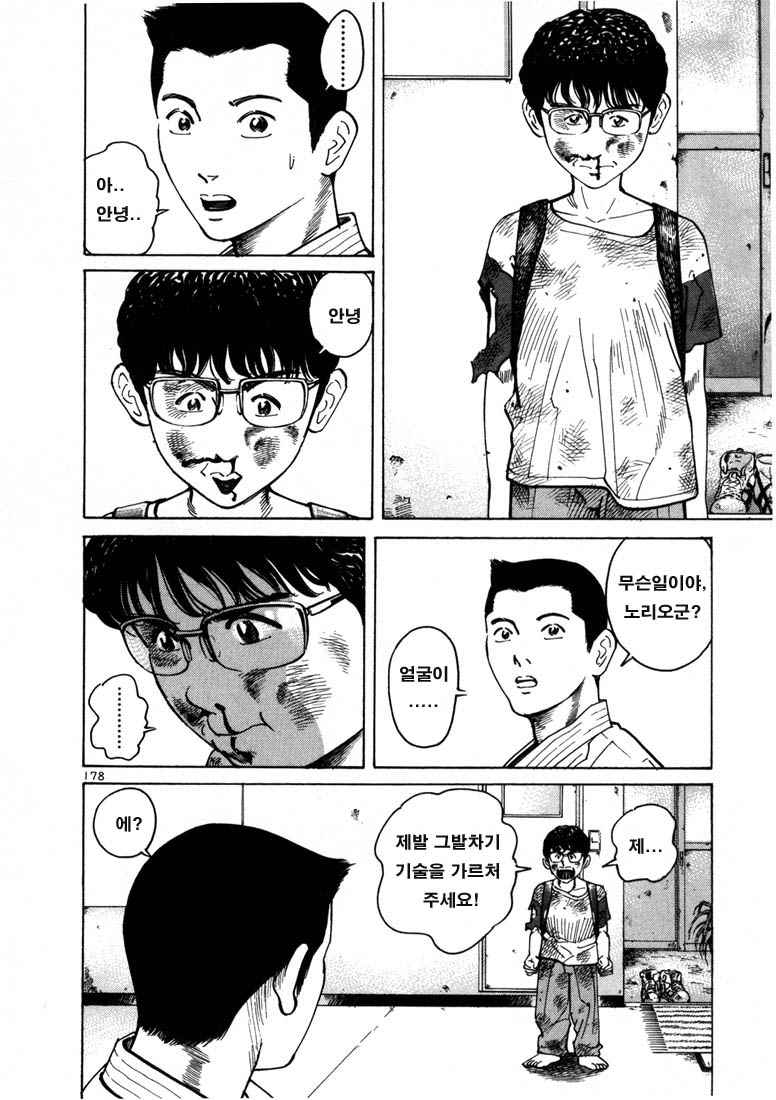 ………
아..
안녕..
안녕
무슨일이야,
노리오군?
얼굴이
.....
………
178
제...
제발 그발차기
기술을 가르쳐
주세요!
에?